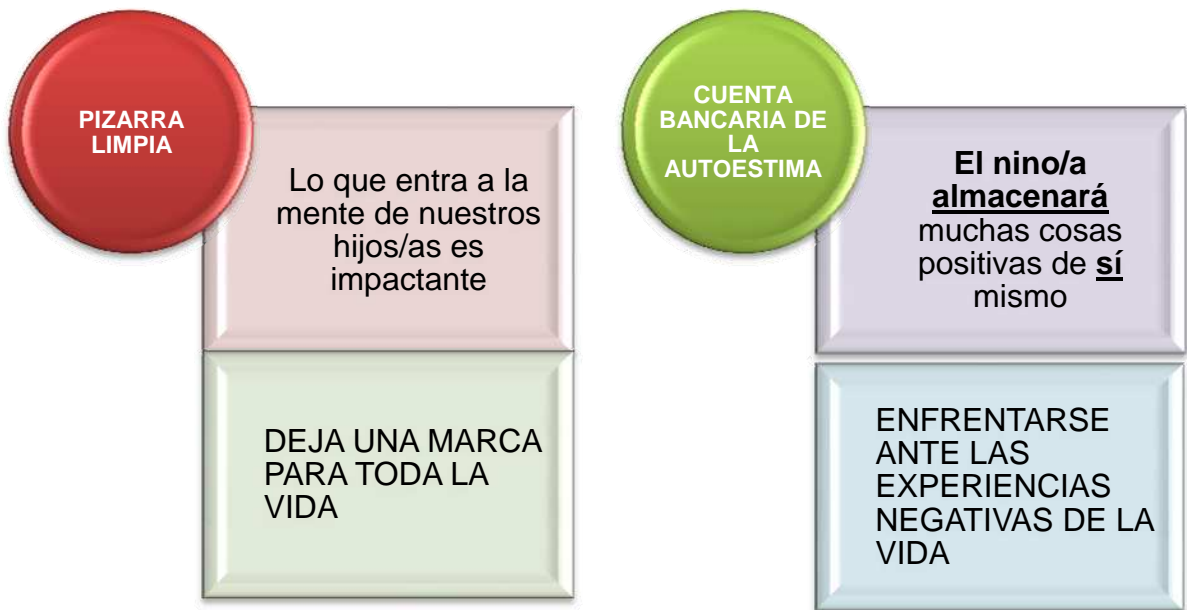 PIZARRA
LIMPIA
Lo que entra a la
mente de nuestros
hijos/as es
impactante
DEJA UNA MARCA
PARA TODA LA
VIDA
CUENTA
BANCARIA DE
LA
AUTOESTIMA
El nino/a
almacenará
muchas cosas
positivas de sí
mismo
ENFRENTARSE
ANTE LAS
EXPERIENCIAS
NEGATIVAS DE LA
VIDA